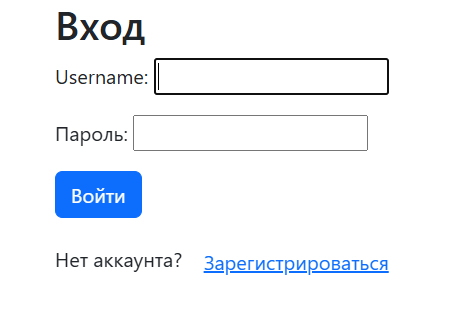 Вход
Username:
Пароль:
Войти
Нет аккаунта? Зарегистрироваться